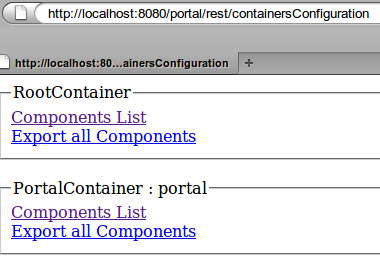 http://localhost:8080/portal/rest/containersConfiguration
http://localhost:80...ainersConfiguration
RootContainer
Components List
Export all Components
PortalContainer : portal
Components List
Export all Components